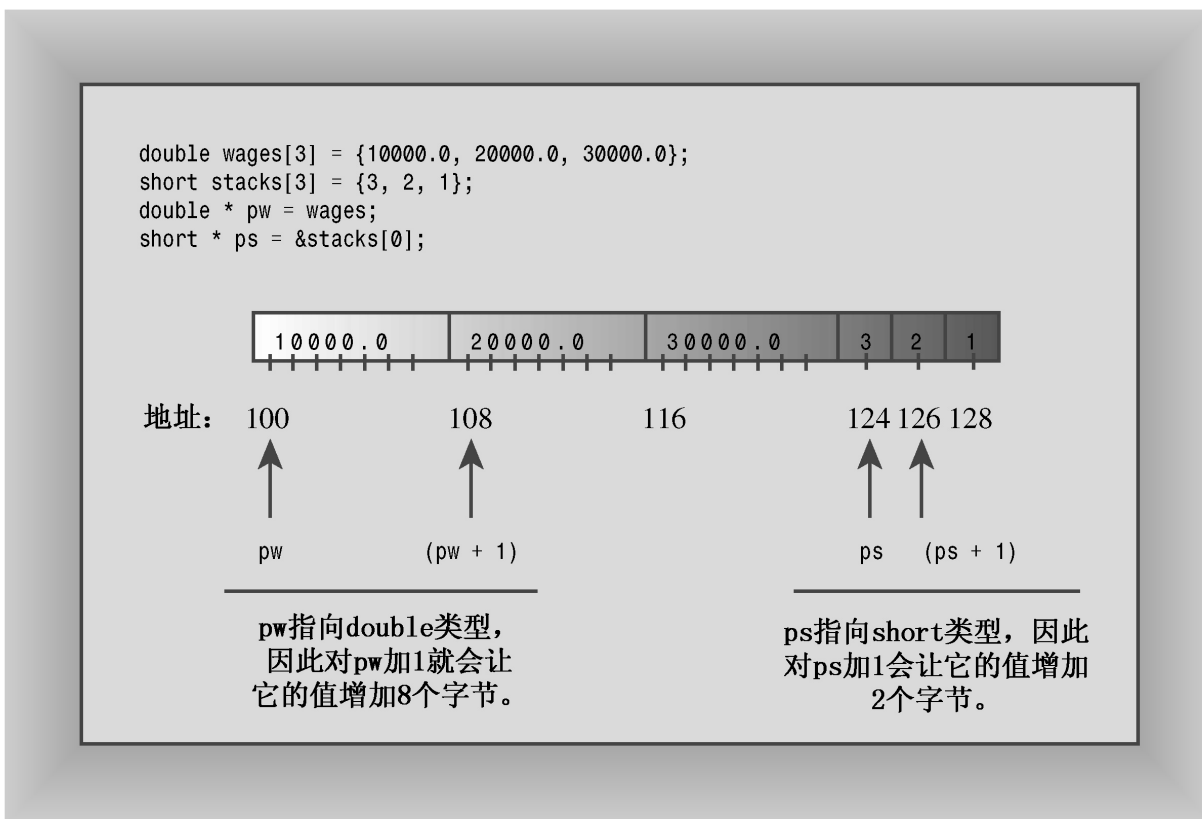 double wages[3] = {10000.0, 20000.0, 30000.0};
short stacks[3] = {3, 2, 1};
double * pw = wages;
short * ps = &stacks[0];
10000.0 20000.0 30000.0 3 2 1
地址： 100 108 116 124 126 128
pw (pw + 1) ps (ps + 1)
pw指向double类型，
因此对pw加1就会让
它的值增加8个字节。
ps指向short类型，因此
对ps加1会让它的值增加
2个字节。